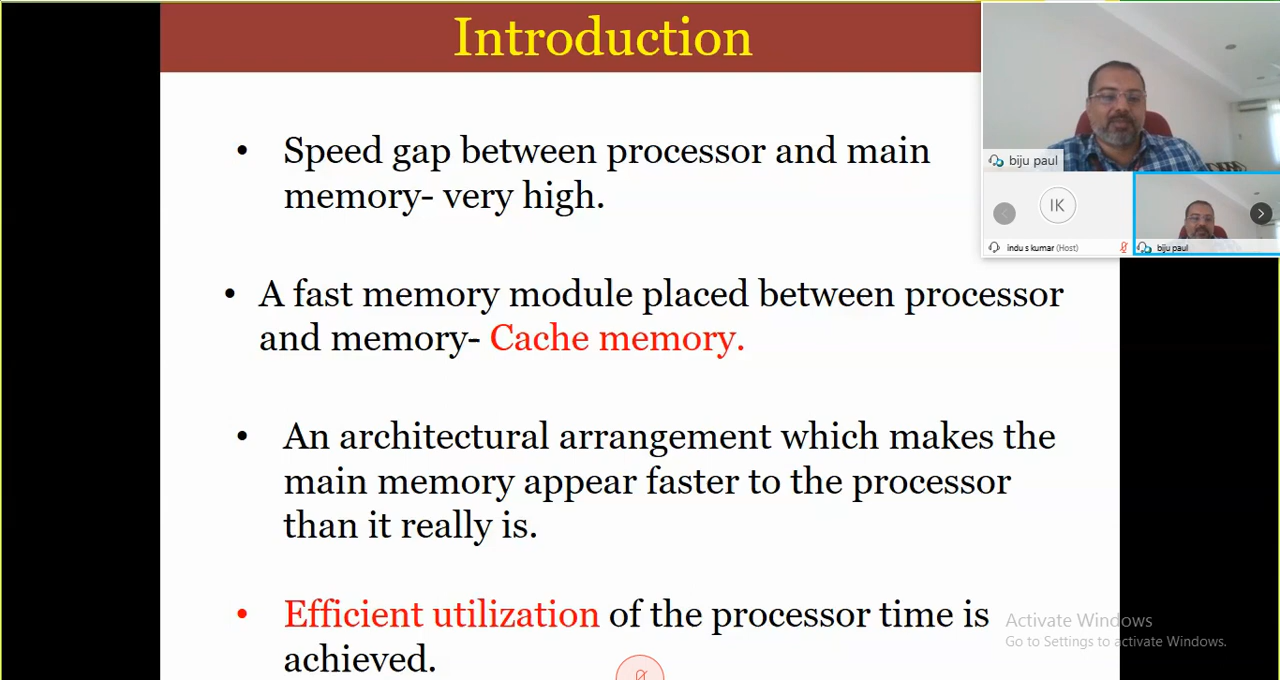 Introduction
• Speed gap between processor and main
memory- very high.
• A fast memory module placed between processor
and memory- Cache memory.
• An architectural arrangement which makes the
main memory appear faster to the processor
than it really is.
• Efficient utilization of the processor time is
achieved.
biju paul
IK
indu s kumar (Host)
biju paul
Activate Windows
Go to Settings to activate Windows.